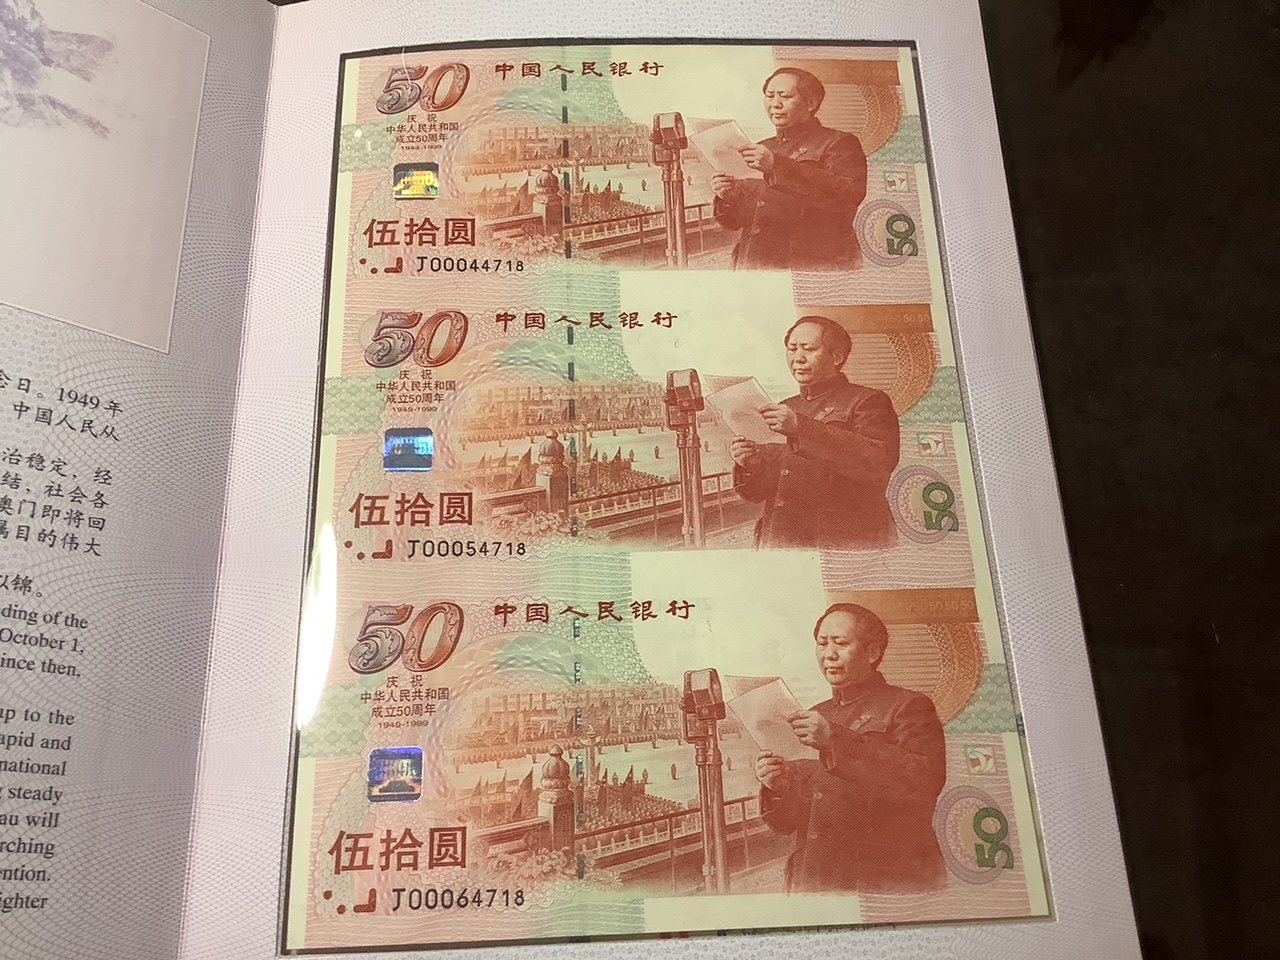 念日。1949年
中国人民从
治稳定，经
结，社会各
澳门即将回
属目的伟大
以锦。
ding of the
October 1,
ince then,
up to the
apid and
national
steady
au will
rching
ention.
ighter
50 中国人民银行
庆祝
中华人民共和国
成立50周年
1949-1999
伍拾圆
50
J00044718
50 中国人民银行
庆祝
中华人民共和国
成立50周年
1949-1999
伍拾圆
50
J00054718
50 中国人民银行
庆祝
中华人民共和国
成立50周年
1949-1999
伍拾圆
50
J00064718